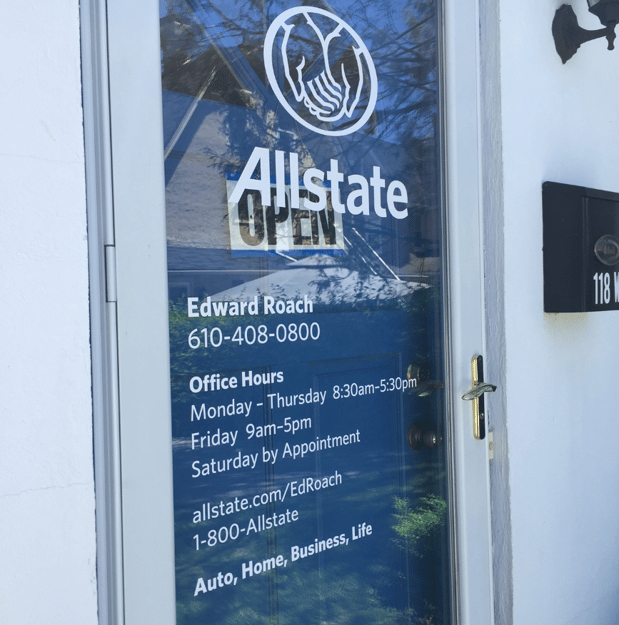 Allstate
OPEN
Edward Roach
610-408-0800
Office Hours
Monday – Thursday 8:30am–5:30pm
Friday 9am–5pm
Saturday by Appointment
allstate.com/EdRoach
1-800-Allstate
Auto, Home, Business, Life
118